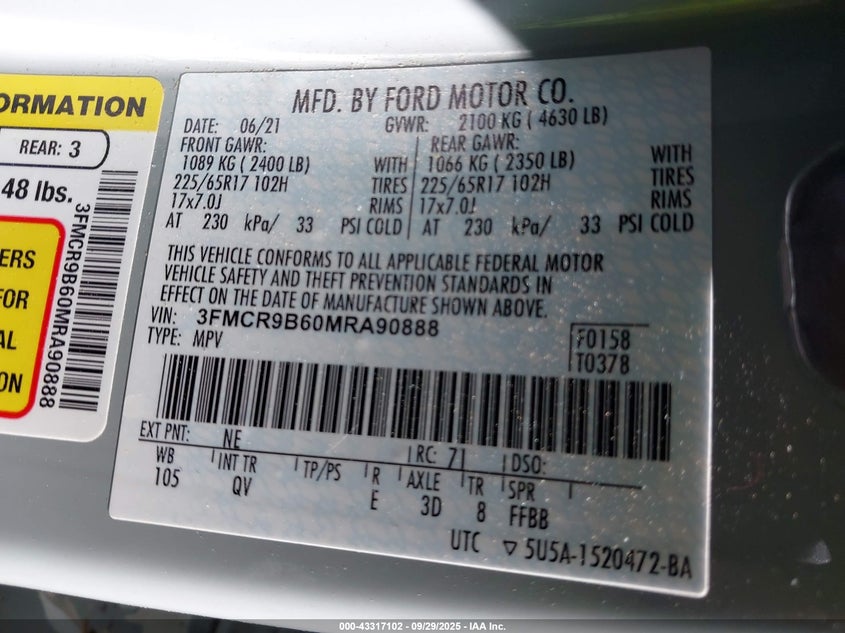 ORMATION
REAR: 3
48 lbs.
ERS
FOR
AL
ON
3FMCR9B60MRA90888
MFD. BY FORD MOTOR CO.
DATE: 06/21 GVWR: 2100 KG ( 4630 LB)
FRONT GAWR: REAR GAWR:
1089 KG ( 2400 LB) WITH 1066 KG ( 2350 LB) WITH
225/65R17 102H TIRES 225/65R17 102H TIRES
17x7.0J RIMS 17x7.0J RIMS
AT 230 kPa/ 33 PSI COLD AT 230 kPa/ 33 PSI COLD
THIS VEHICLE CONFORMS TO ALL APPLICABLE FEDERAL MOTOR
VEHICLE SAFETY AND THEFT PREVENTION STANDARDS IN
EFFECT ON THE DATE OF MANUFACTURE SHOWN ABOVE.
VIN: 3FMCR9B60MRA90888
TYPE: MPV
F0158
T0378
EXT PNT: NE RC: 71 DSO:
WB INT TR TP/PS R AXLE TR SPR
105 QV E 3D 8 FFBB
UTC ▽ 5U5A-1520472-BA
000-43317102 - 09/29/2025 - IAA Inc.